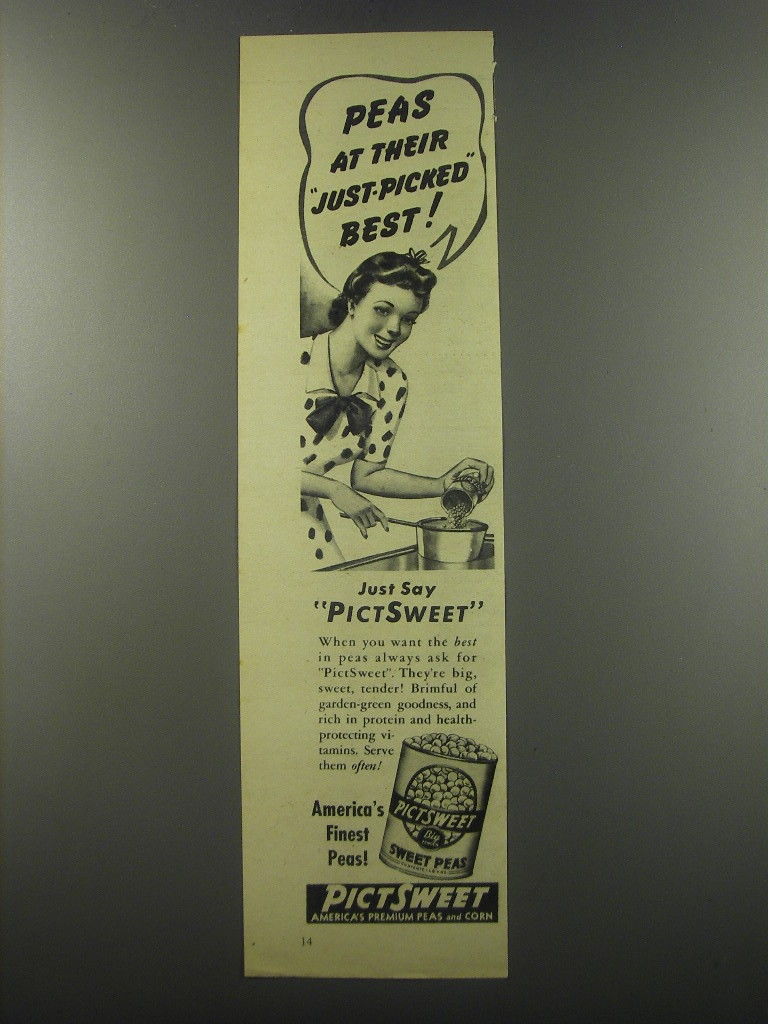 PEAS
AT THEIR
"JUST-PICKED"
BEST!
Just Say
"PICTSWEET"
When you want the best
in peas always ask for
"PictSweet". They're big,
sweet, tender! Brimful of
garden-green goodness, and
rich in protein and health-
protecting vi-
tamins. Serve
them often!
America's
Finest
Peas!
PICTSWEET
Big
SWEET PEAS
PICTSWEET
AMERICA'S PREMIUM PEAS and CORN
14